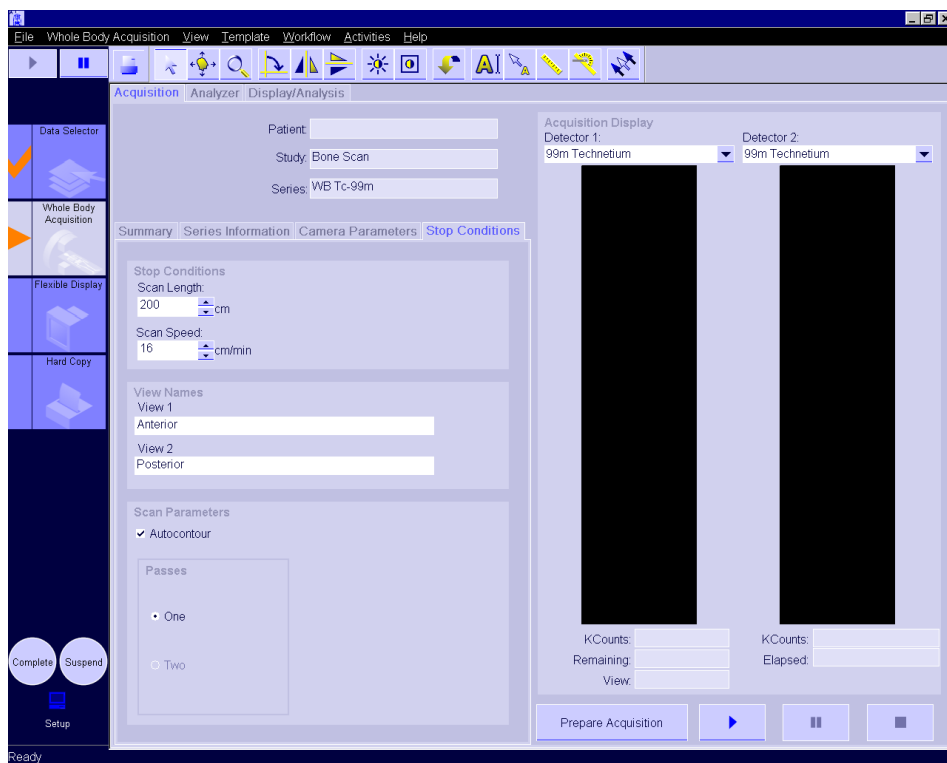 File Whole Body Acquisition View Template Workflow Activities Help
A
A
Acquisition Analyzer Display/Analysis
Data Selector
Whole Body
Acquisition
Flexible Display
Hard Copy
Complete Suspend
Setup
Patient:
Study: Bone Scan
Series: WB Tc-99m
Summary Series Information Camera Parameters Stop Conditions
Stop Conditions
Scan Length:
200 cm
Scan Speed:
16 cm/min
View Names
View 1
Anterior
View 2
Posterior
Scan Parameters
Autocontour
Passes
One
Two
Acquisition Display
Detector 1: Detector 2:
99m Technetium 99m Technetium
KCounts: KCounts:
Remaining: Elapsed:
View:
Prepare Acquisition
Ready